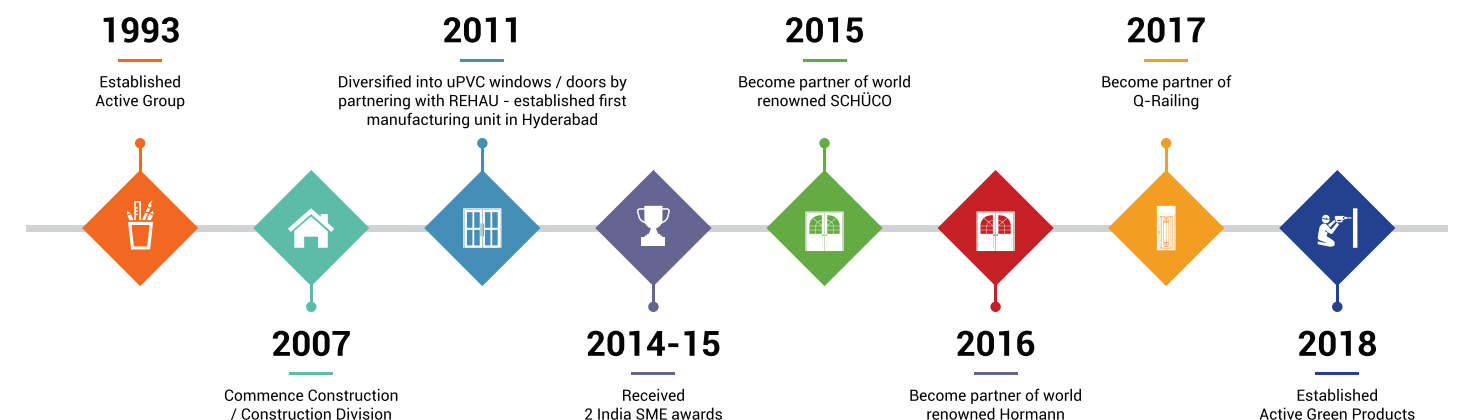 1993
Established
Active Group
2007
Commence Construction
/ Construction Division
2011
Diversified into uPVC windows / doors by
partnering with REHAU - established first
manufacturing unit in Hyderabad
2014-15
Received
2 India SME awards
2015
Become partner of world
renowned SCHÜCO
2016
Become partner of world
renowned Hormann
2017
Become partner of
Q-Railing
2018
Established
Active Green Products